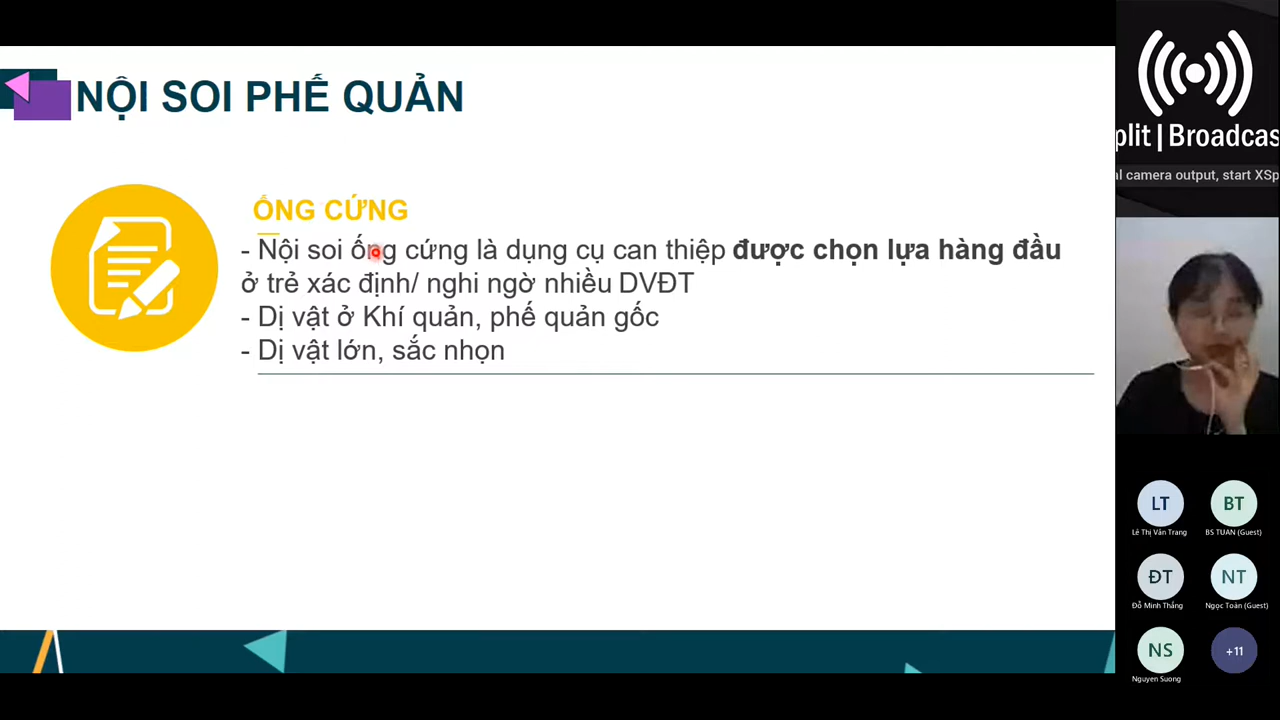 NỘI SOI PHẾ QUẢN
ỐNG CỨNG
- Nội soi ống cứng là dụng cụ can thiệp được chọn lựa hàng đầu
ở trẻ xác định/ nghi ngờ nhiều DVĐT
- Dị vật ở Khí quản, phế quản gốc
- Dị vật lớn, sắc nhọn
plit | Broadcas
al camera output, start XSp
LT
BT
Lê Thị Vân Trang
BS TUAN (Guest)
ĐT
NT
Đỗ Minh Thắng
Ngọc Toàn (Guest)
NS
+11
Nguyen Suong